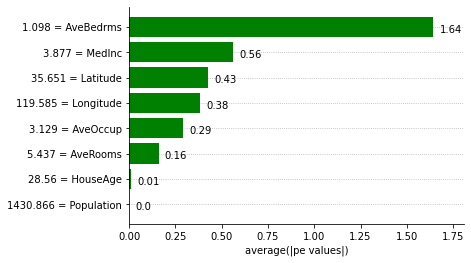 1.098 = AveBedrms
1.64
3.877 = MedInc
0.56
35.651 = Latitude
0.43
119.585 = Longitude
0.38
3.129 = AveOccup
0.29
5.437 = AveRooms
0.16
28.56 = HouseAge
0.01
1430.866 = Population
0.0
0.00 0.25 0.50 0.75 1.00 1.25 1.50 1.75
average(|pe values|)